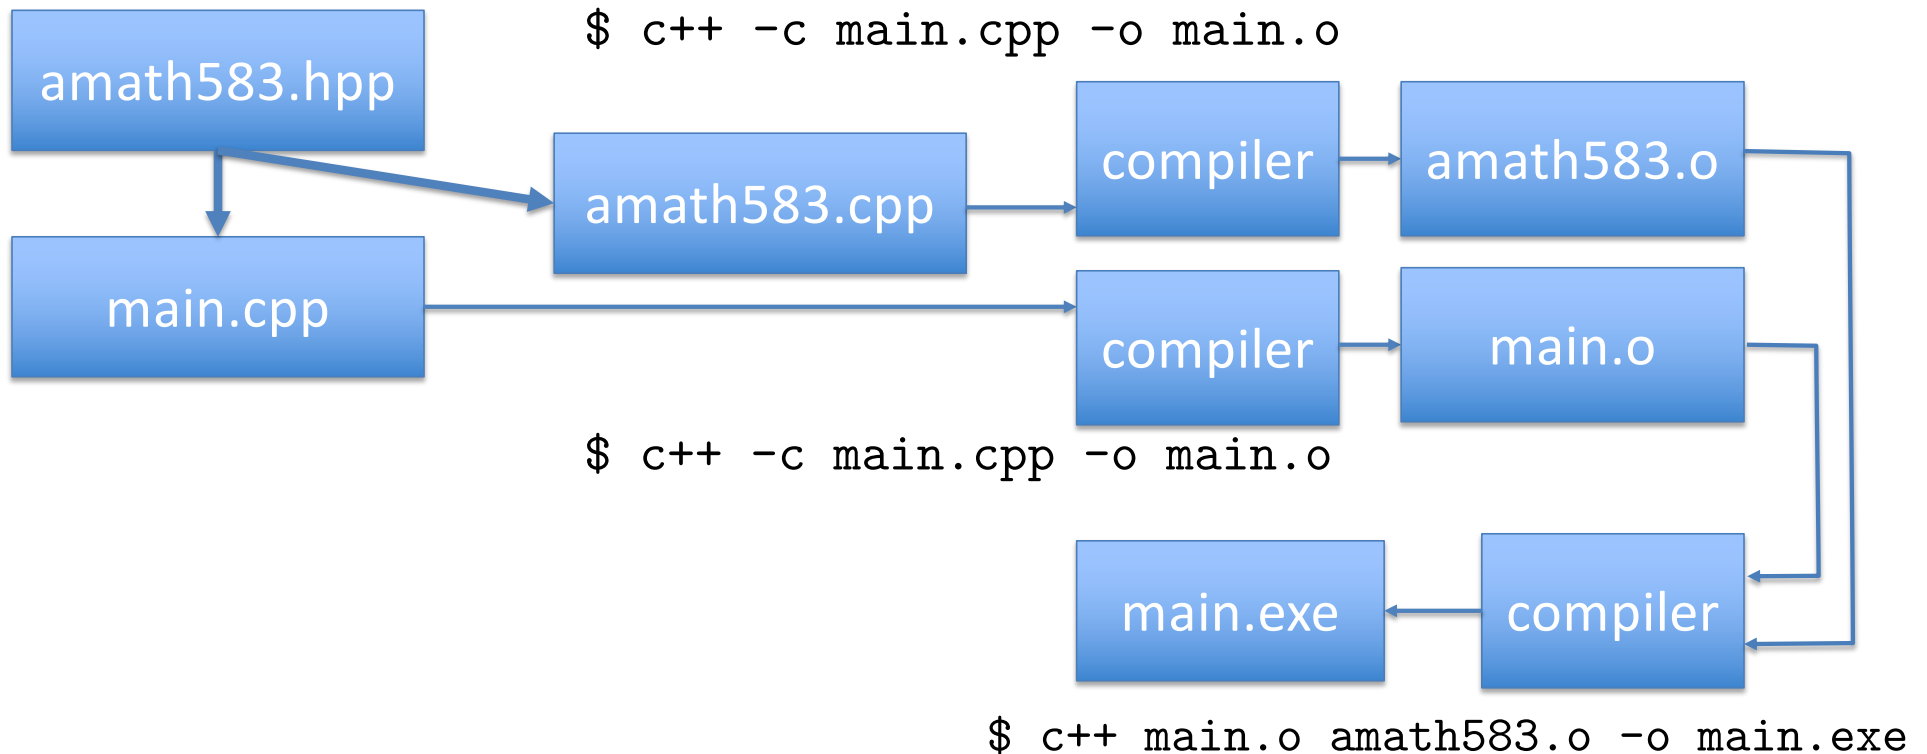 $ c++ -c main.cpp -o main.o
amath583.hpp
amath583.cpp
compiler
amath583.o
main.cpp
compiler
main.o
$ c++ -c main.cpp -o main.o
main.exe
compiler
$ c++ main.o amath583.o -o main.exe